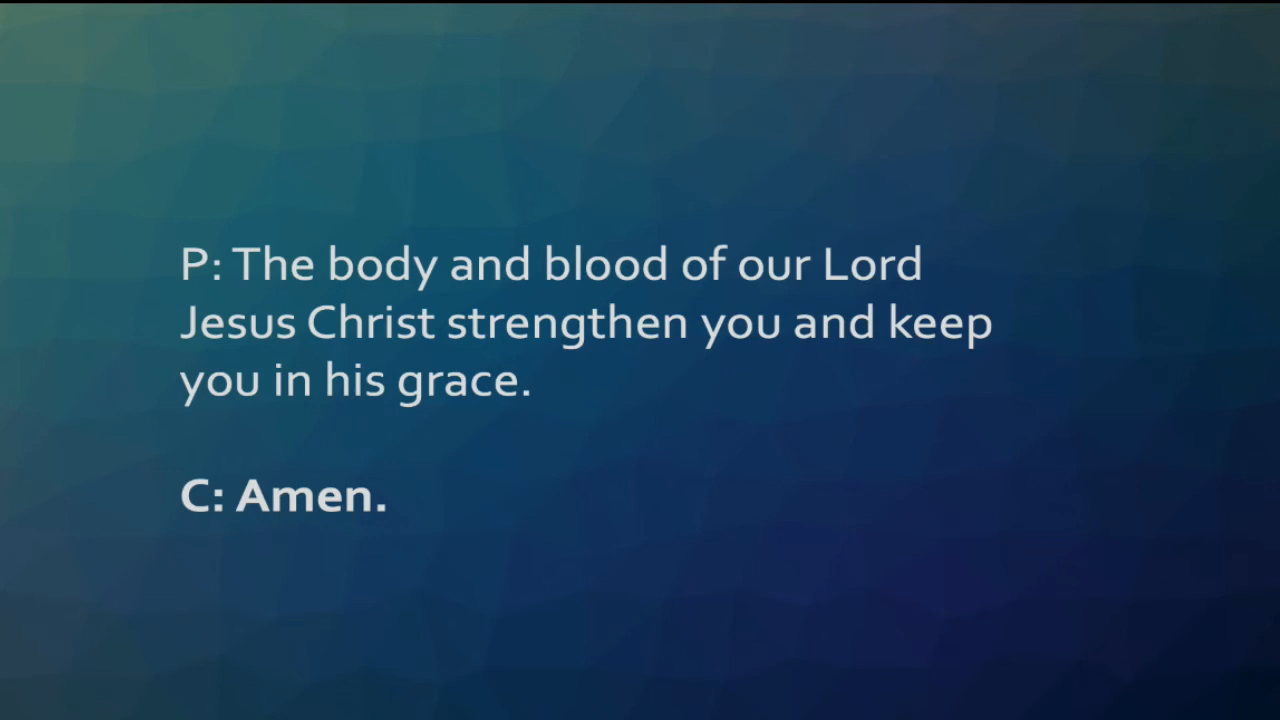 P: The body and blood of our Lord
Jesus Christ strengthen you and keep
you in his grace.
C: Amen.